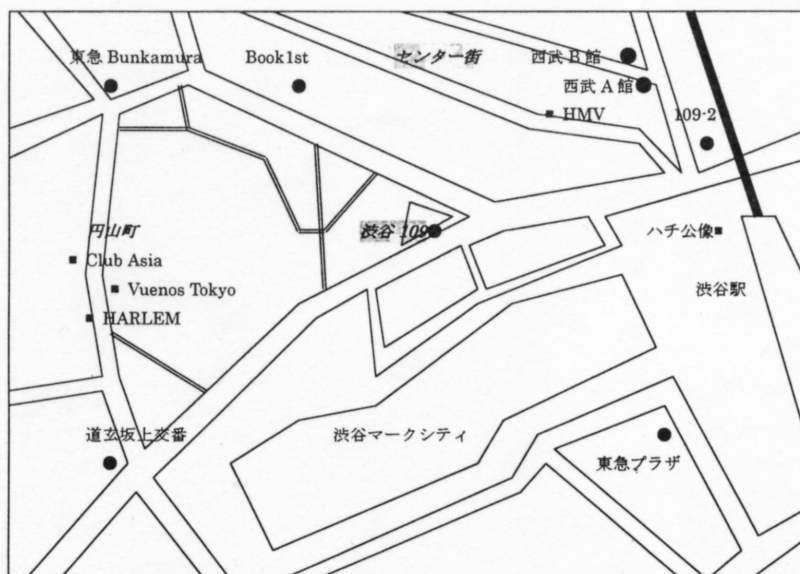 東急 Bunkamura
Book1st
センター街
西武 B 館
西武 A 館
HMV
109-2
円山町
渋谷 109
ハチ公像
Club Asia
Vuenos Tokyo
渋谷駅
HARLEM
道玄坂上交番
渋谷マークシティ
東急プラザ